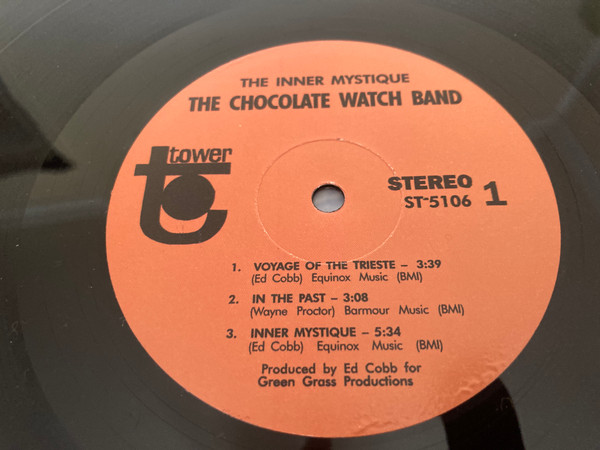 THE INNER MYSTIQUE
THE CHOCOLATE WATCH BAND
tower
STEREO
ST-5106 1
1. VOYAGE OF THE TRIESTE – 3:39
(Ed Cobb) Equinox Music (BMI)
2. IN THE PAST – 3:08
(Wayne Proctor) Barmour Music (BMI)
3. INNER MYSTIQUE – 5:34
(Ed Cobb) Equinox Music (BMI)
Produced by Ed Cobb for
Green Grass Productions